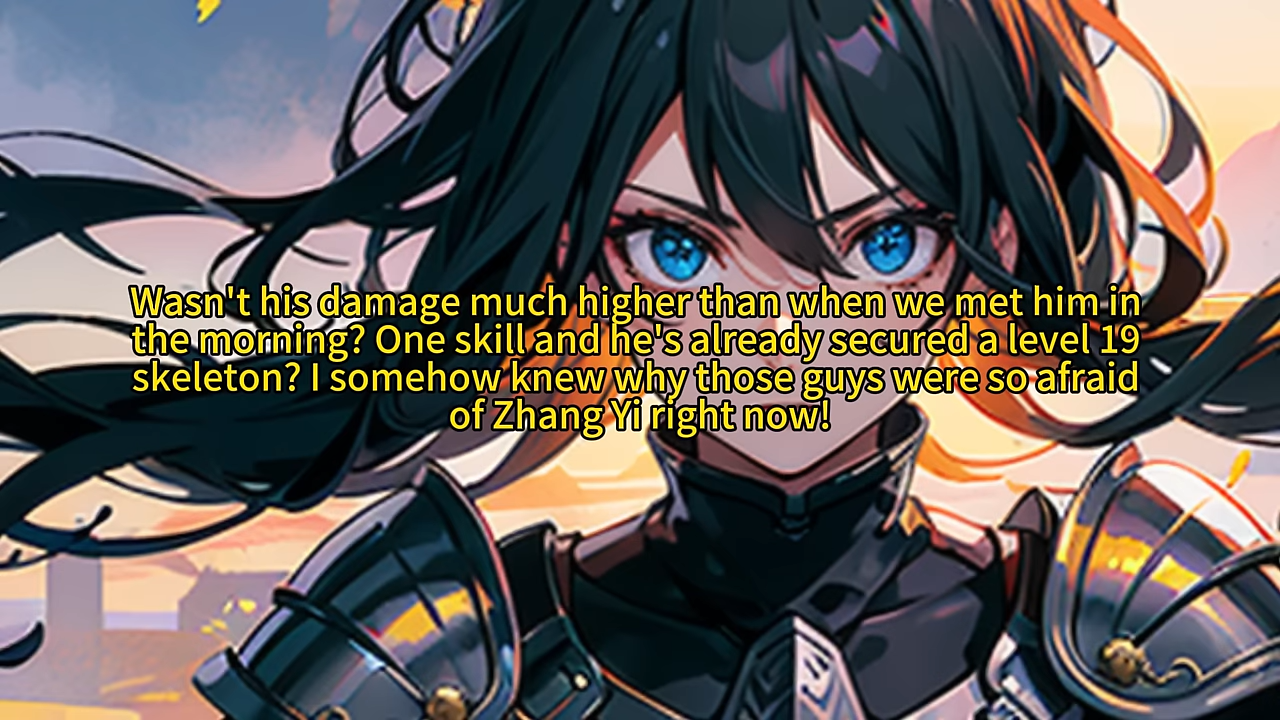 Wasn't his damage much higher than when we met him in
the morning? One skill and he's already secured a level 19
skeleton? I somehow knew why those guys were so afraid
of Zhang Yi right now!